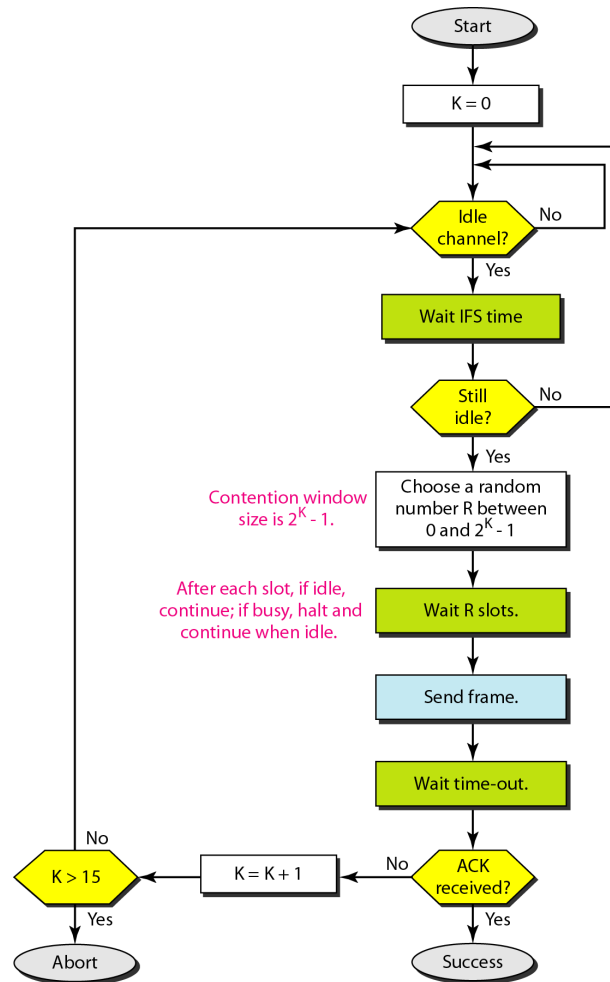 Start
K = 0
Idle
channel?
No
Yes
Wait IFS time
Still
idle?
No
Yes
Contention window
size is 2^K - 1.
Choose a random
number R between
0 and 2^K - 1
After each slot, if idle,
continue; if busy, halt and
continue when idle.
Wait R slots.
Send frame.
Wait time-out.
ACK
received?
No
Yes
K = K + 1
K > 15
No
Yes
Abort
Success